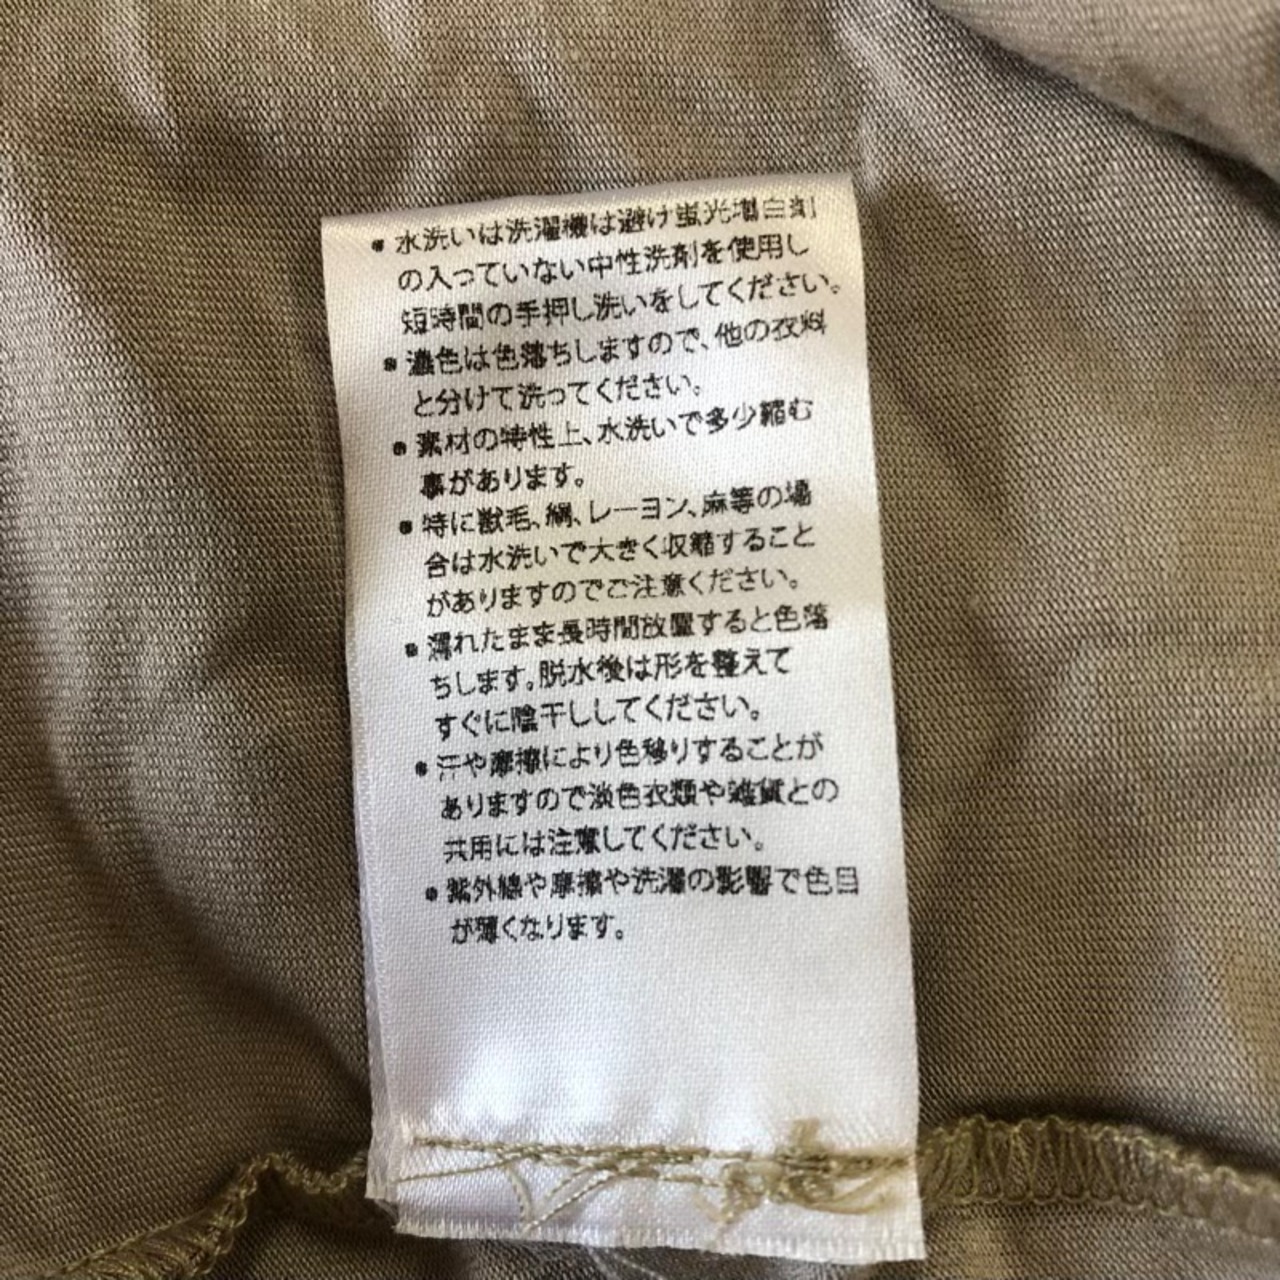 • 水洗いは洗濯機は避け蛍光増白剤
の入っていない中性洗剤を使用し
短時間の手押し洗いをしてください。
• 濃色は色落ちしますので、他の衣料
と分けて洗ってください。
• 素材の特性上、水洗いで多少縮む
事があります。
• 特に獣毛、綿、レーヨン、麻等の場
合は水洗いで大きく収縮すること
がありますのでご注意ください。
• 濡れたまま長時間放置すると色落
ちします。脱水後は形を整えて
すぐに陰干ししてください。
• 汗や摩擦により色移りすることが
ありますので淡色衣類や雑貨との
共用には注意してください。
• 紫外線や摩擦や洗濯の影響で色目
が薄くなります。